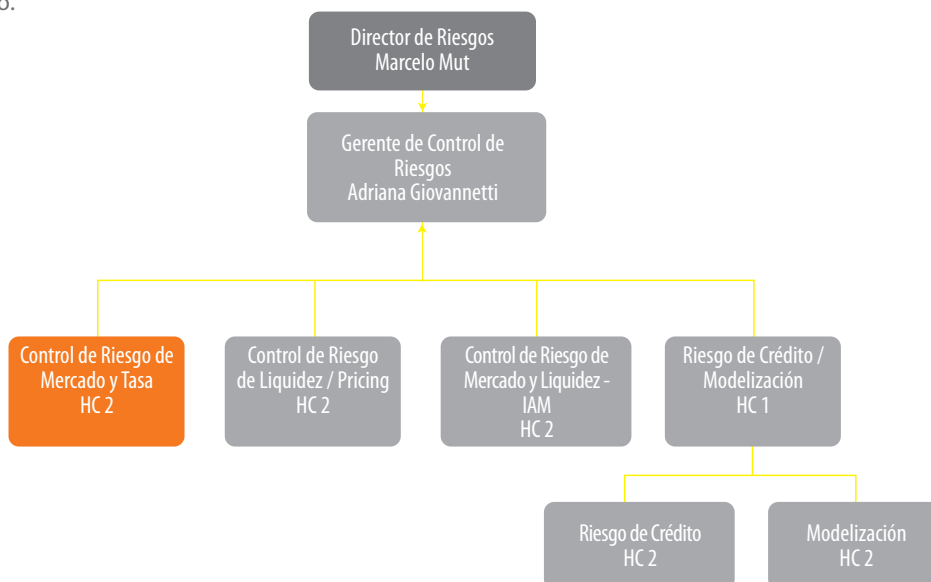 o.
Director de Riesgos
Marcelo Mut
Gerente de Control de
Riesgos
Adriana Giovannetti
Control de Riesgo de
Mercado y Tasa
HC 2
Control de Riesgo
de Liquidez / Pricing
HC 2
Control de Riesgo de
Mercado y Liquidez -
IAM
HC 2
Riesgo de Crédito /
Modelización
HC 1
Riesgo de Crédito
HC 2
Modelización
HC 2